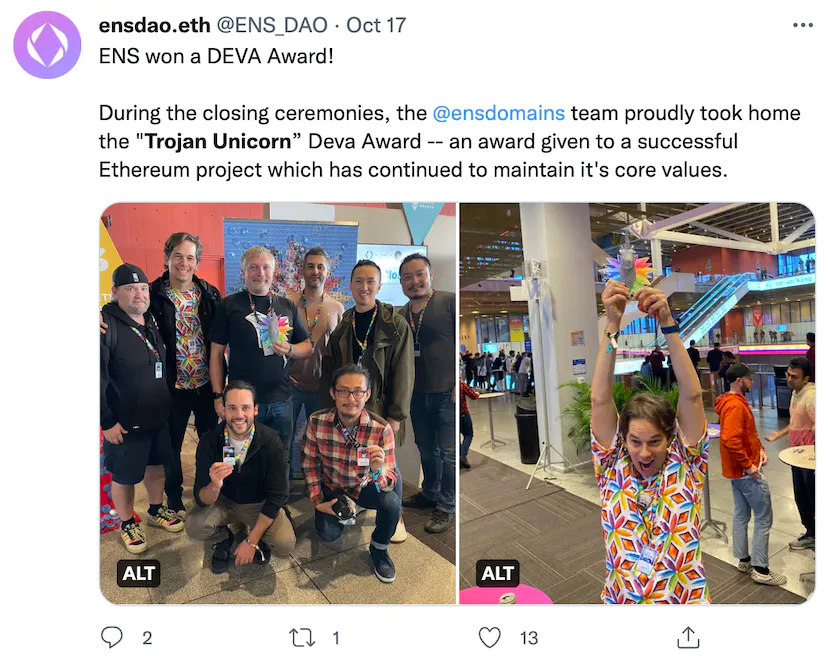 ensdao.eth @ENS_DAO · Oct 17
ENS won a DEVA Award!
During the closing ceremonies, the @ensdomains team proudly took home
the "Trojan Unicorn” Deva Award -- an award given to a successful
Ethereum project which has continued to maintain it's core values.
ALT
ALT
2
1
13